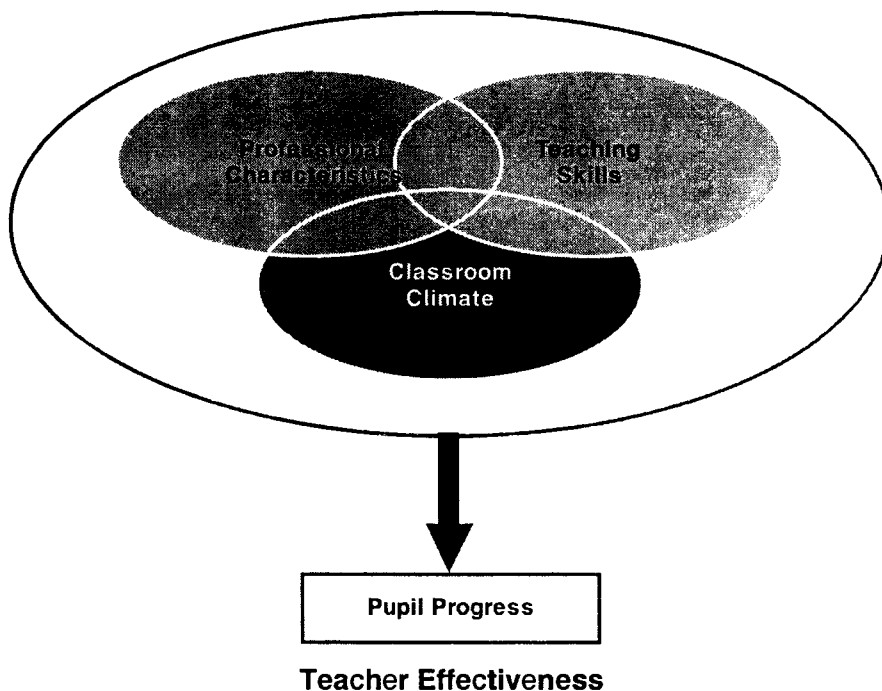 Professional
Characteristics
Teaching
Skills
Classroom
Climate
Pupil Progress
Teacher Effectiveness